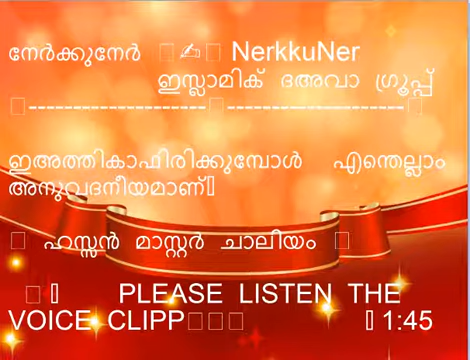 നേർക്കുനേർ ✍ NerkkuNer
ഇസ്ലാമിക് ദഅവാ ഗ്രൂപ്പ്
--------------------- ---------------------
ഇഅത്തികാഫിരിക്കുമ്പോൾ എന്തെല്ലാം
അനുവദനീയമാണ്
ഹസ്സൻ മാസ്റ്റർ ചാലീയം
PLEASE LISTEN THE
VOICE CLIPP 1:45